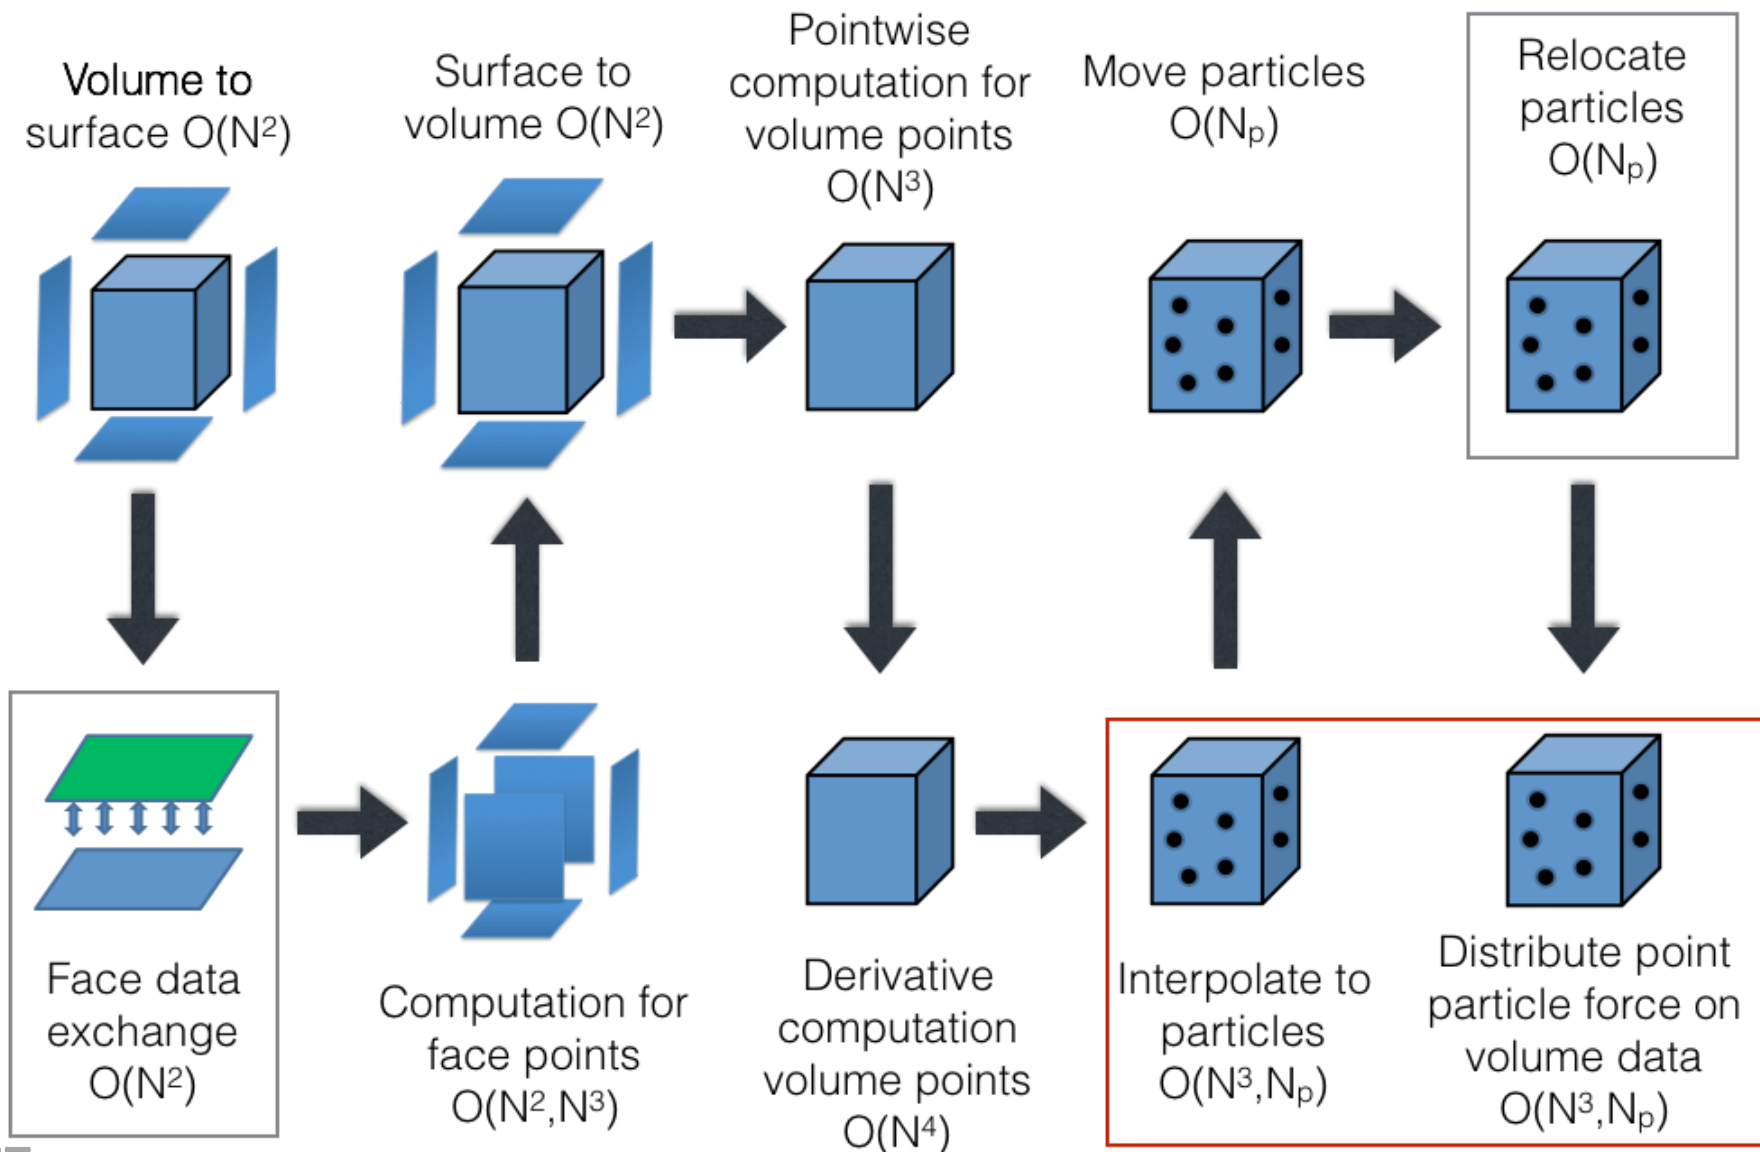 Volume to
surface O(N²)
Surface to
volume O(N²)
Pointwise
computation for
volume points
O(N³)
Move particles
O(Nₚ)
Relocate
particles
O(Nₚ)
Face data
exchange
O(N²)
Computation for
face points
O(N²,N³)
Derivative
computation
volume points
O(N⁴)
Interpolate to
particles
O(N³,Nₚ)
Distribute point
particle force on
volume data
O(N³,Nₚ)